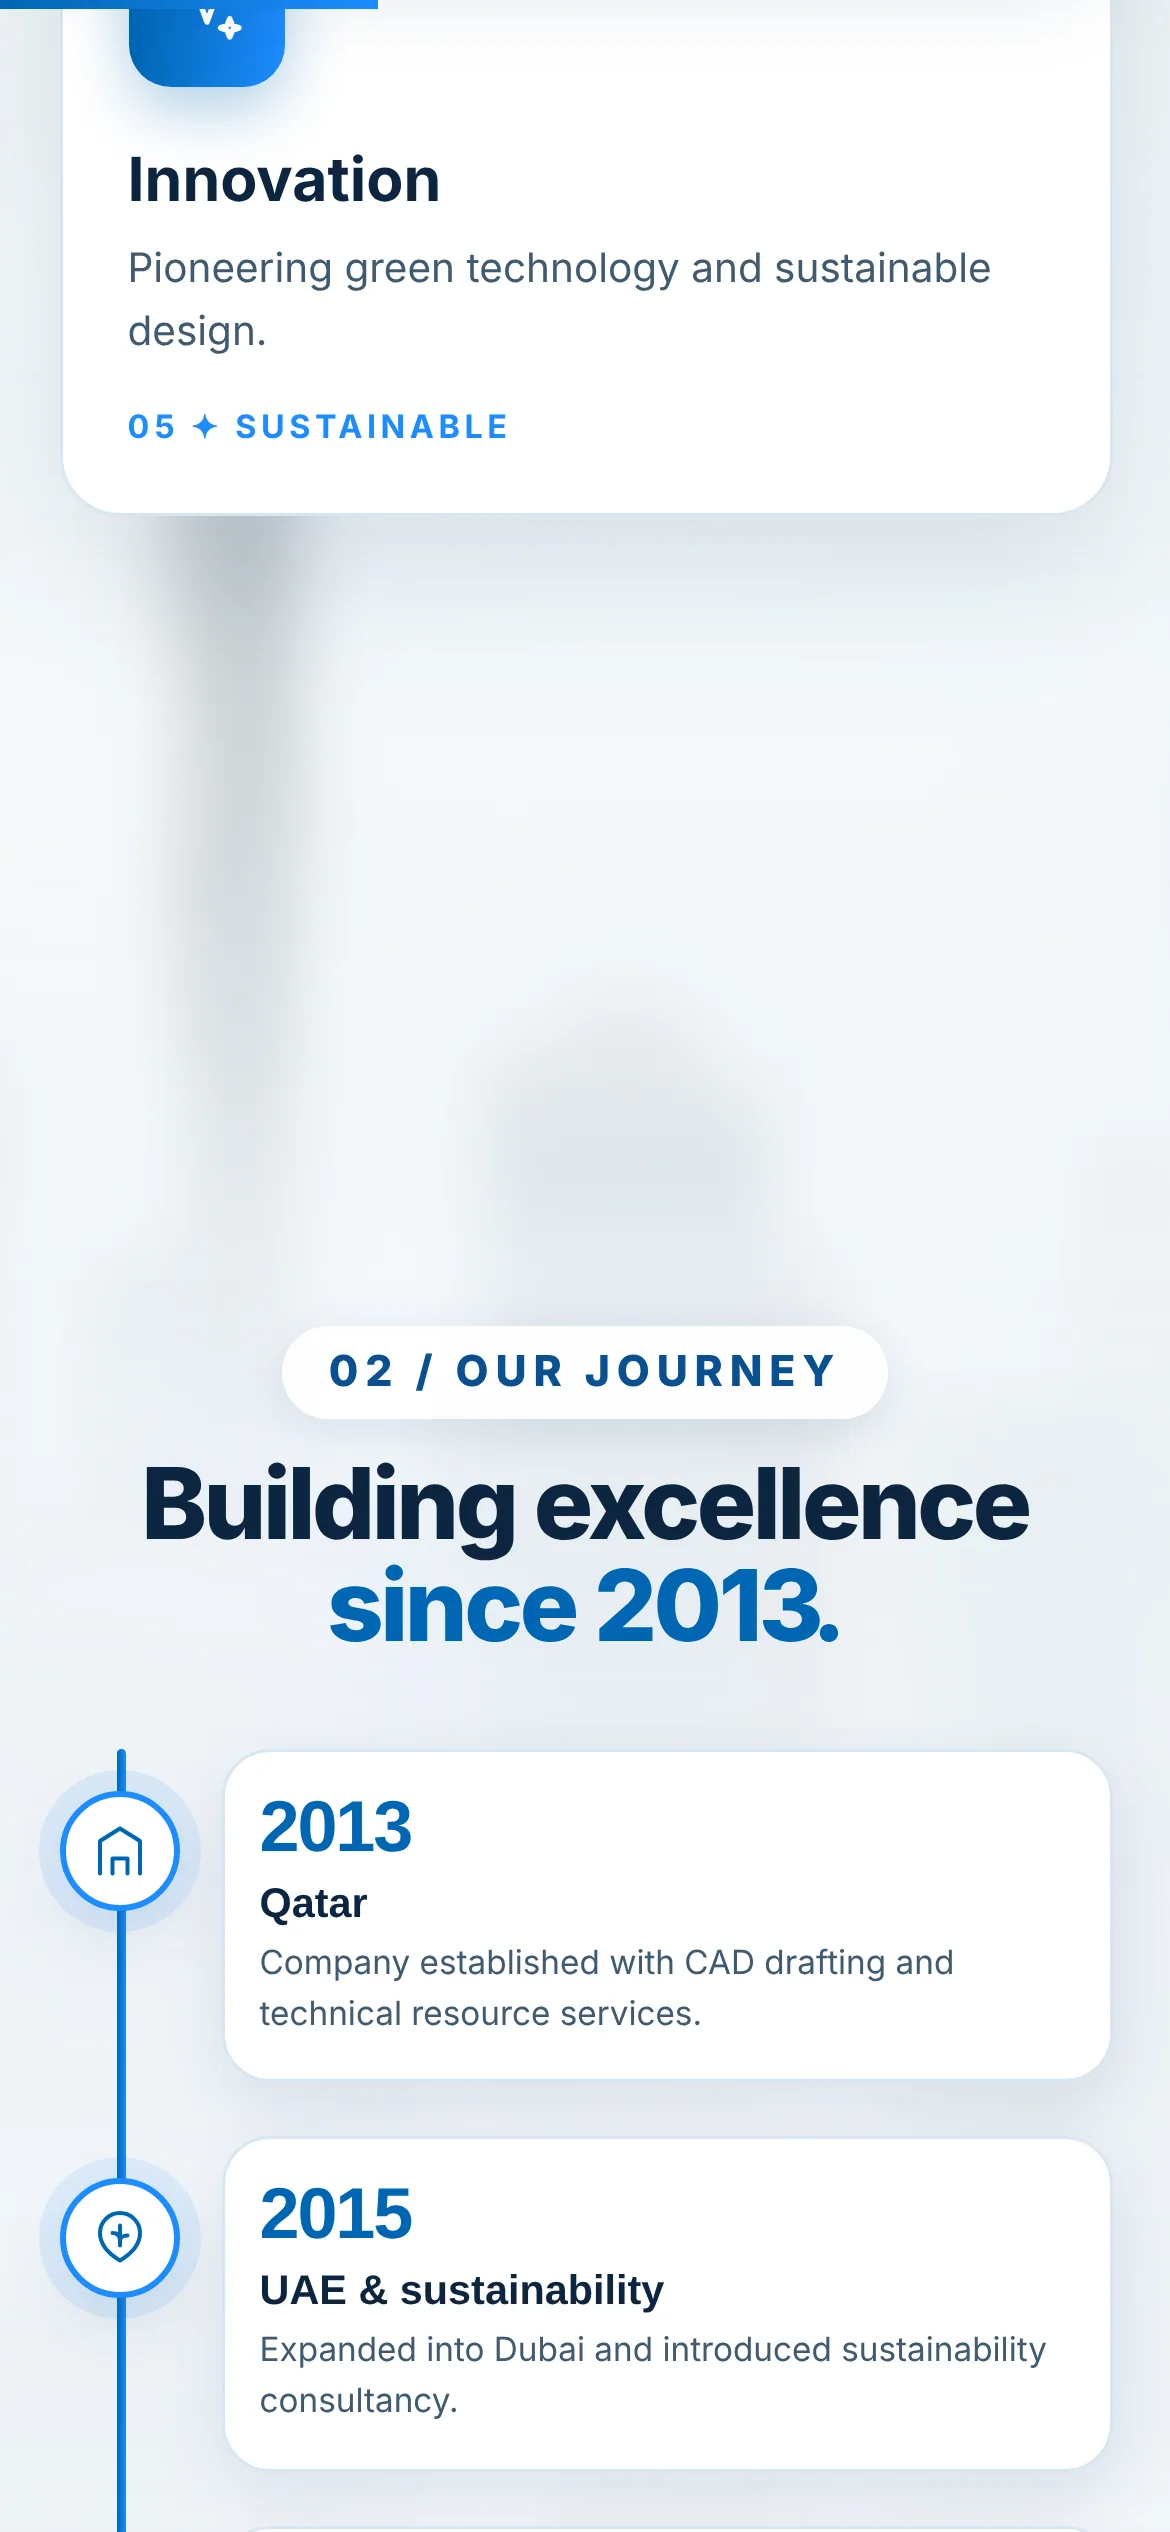 Innovation
Pioneering green technology and sustainable
design.
05 ✦ SUSTAINABLE
02 / OUR JOURNEY
Building excellence
since 2013.
2013
Qatar
Company established with CAD drafting and
technical resource services.
2015
UAE & sustainability
Expanded into Dubai and introduced sustainability
consultancy.